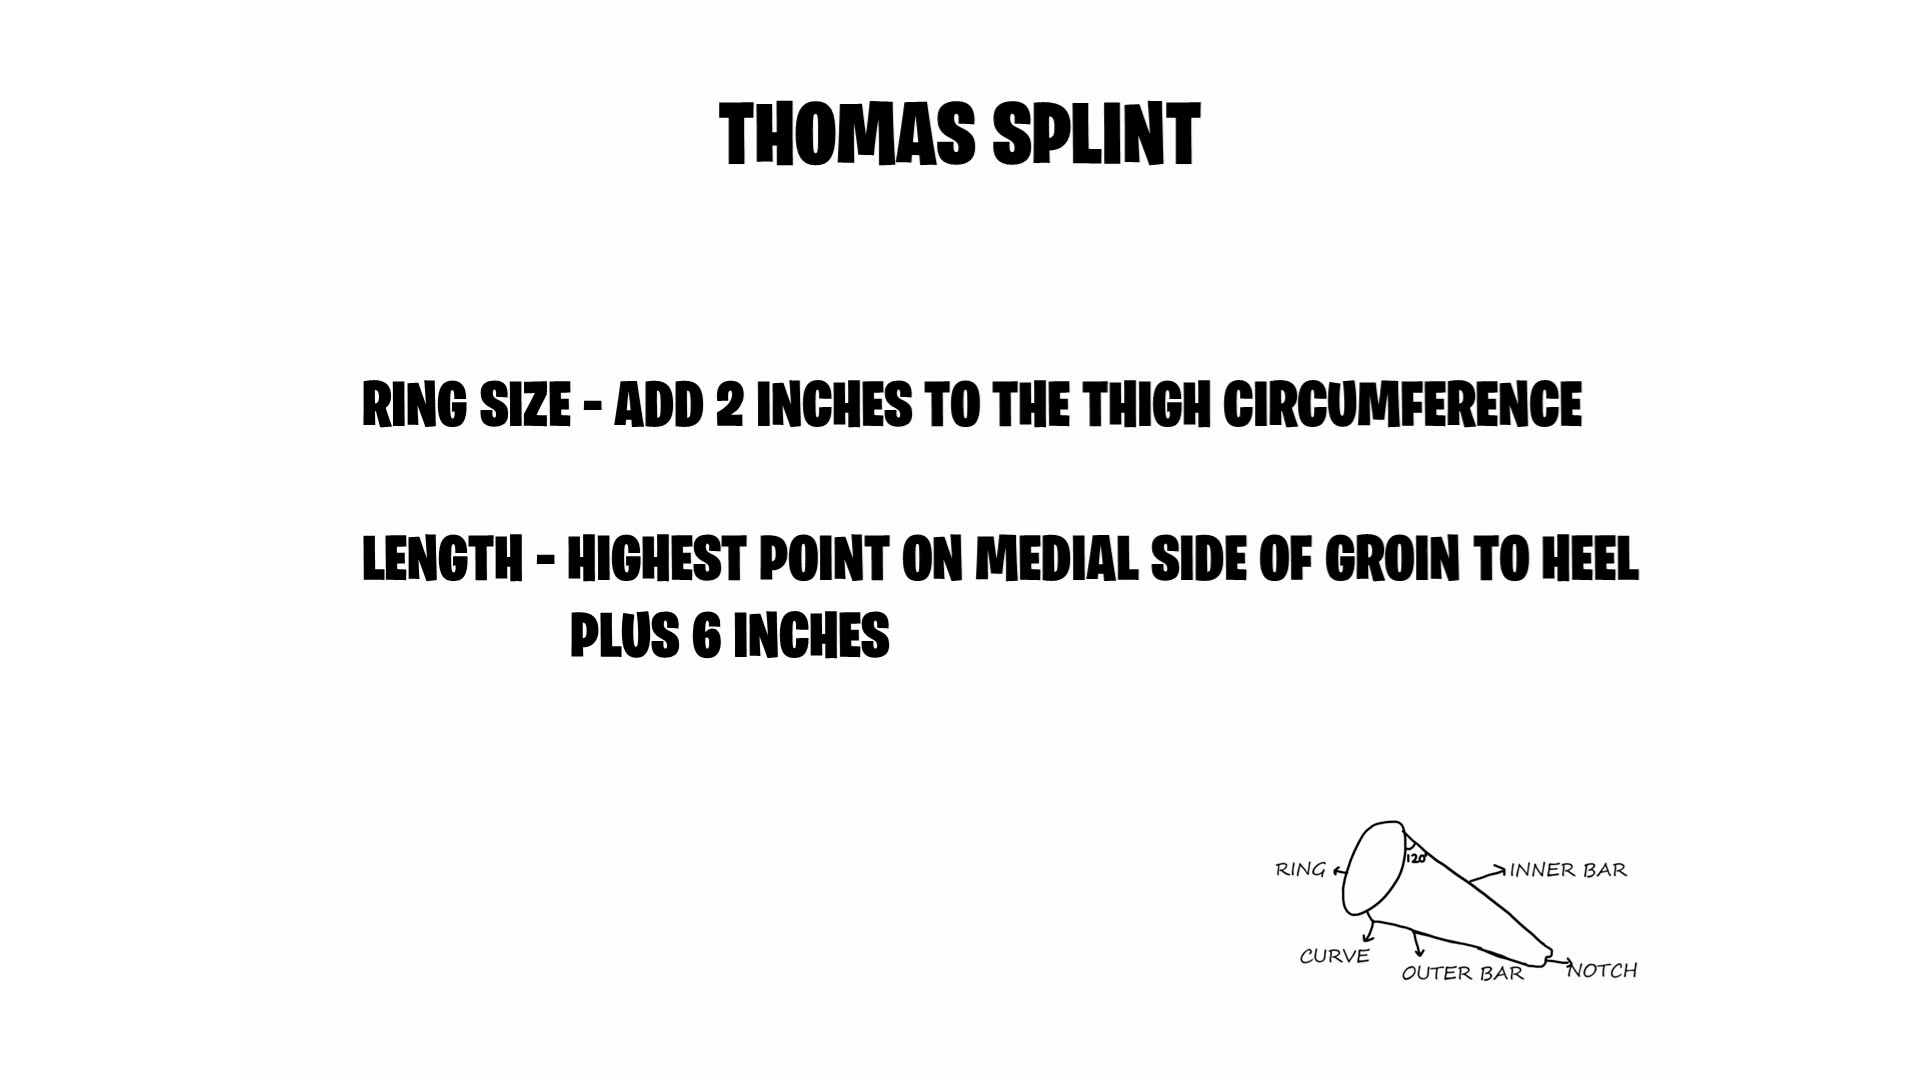 THOMAS SPLINT
RING SIZE - ADD 2 INCHES TO THE THIGH CIRCUMFERENCE
LENGTH - HIGHEST POINT ON MEDIAL SIDE OF GROIN TO HEEL
PLUS 6 INCHES
120°
RING
INNER BAR
CURVE
OUTER BAR
NOTCH